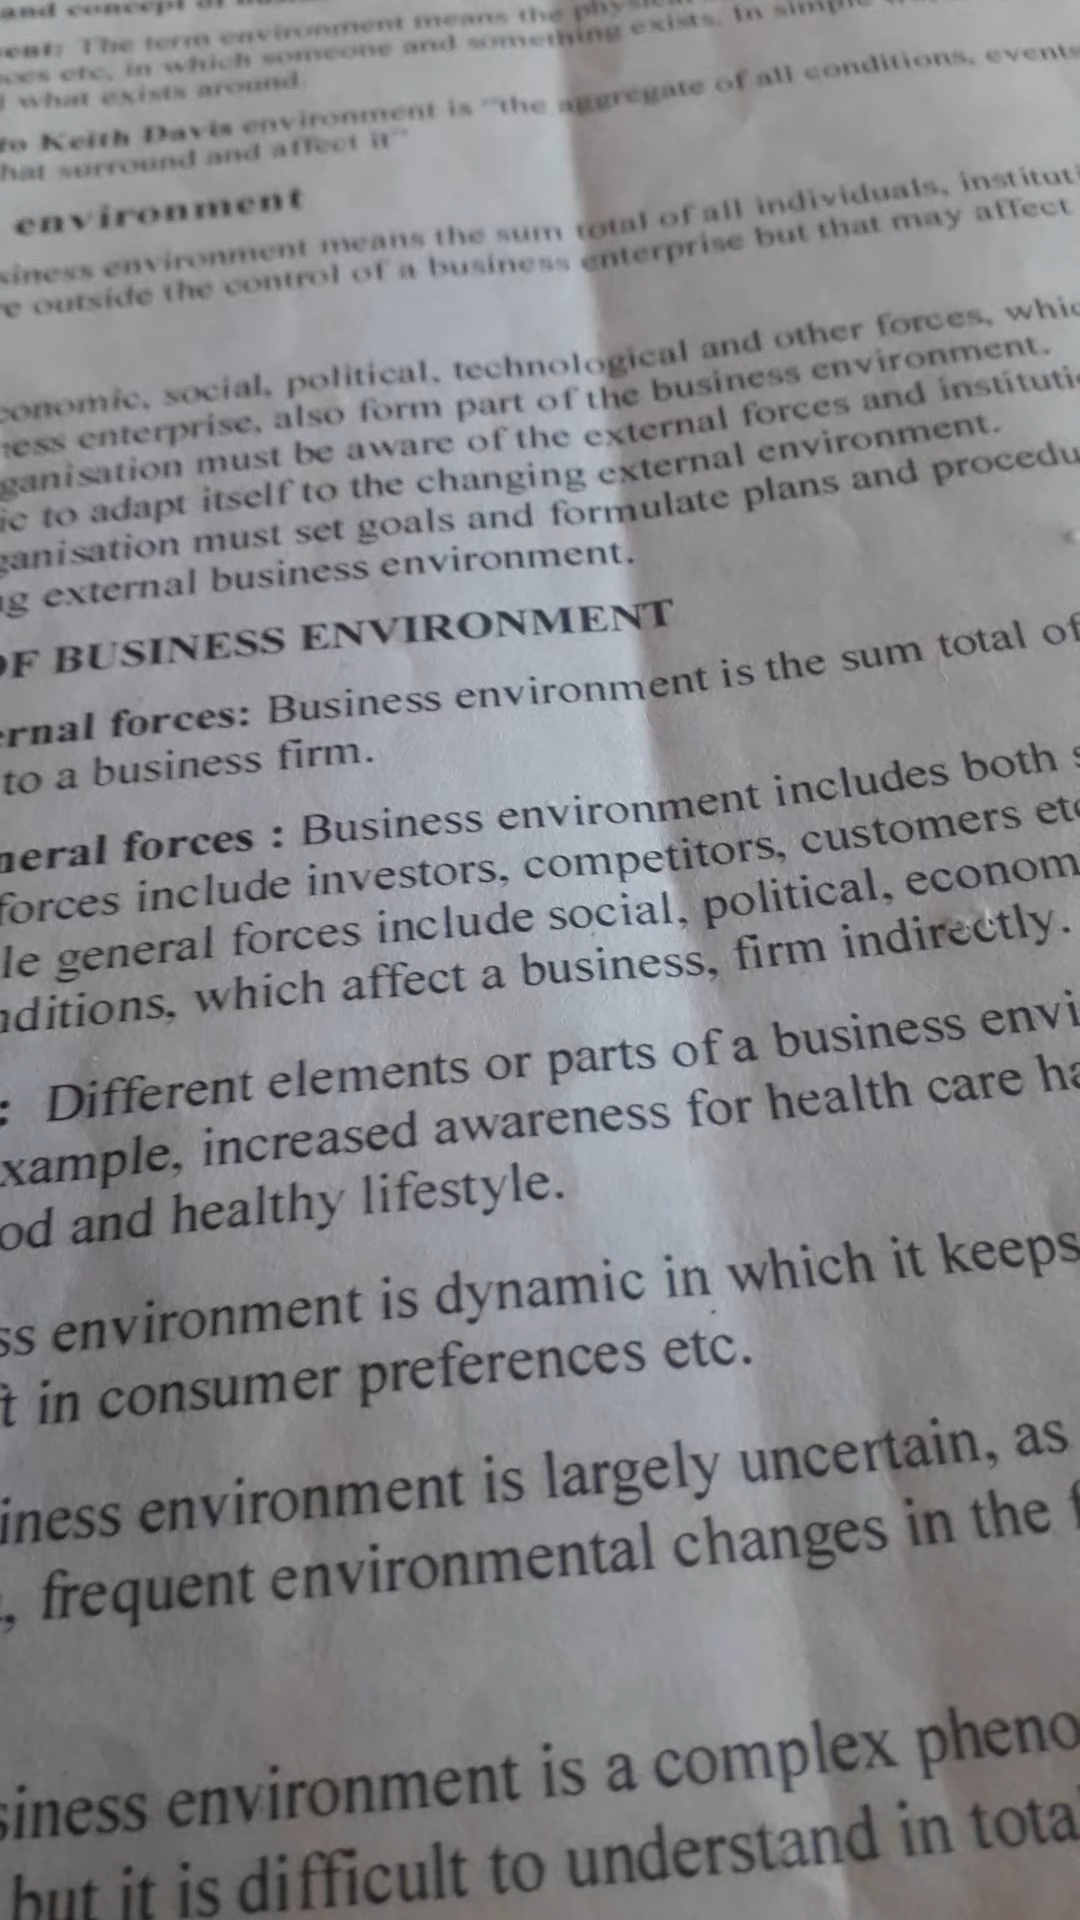 and concept of
The term environment means the
etc, in which someone and something exists. In simple
what exists around.
to Keith Davis environment is "the aggregate of all conditions, events
hat surround and affect it"
environment
siness environment means the sum total of all individuals, instituti
e outside the control of a business enterprise but that may affect
conomic, social, political, technological and other forces, whic
ness enterprise, also form part of the business environment.
ganisation must be aware of the external forces and instituti
ic to adapt itself to the changing external environment.
ganisation must set goals and formulate plans and procedu
g external business environment.
OF BUSINESS ENVIRONMENT
ernal forces: Business environment is the sum total of
to a business firm.
neral forces : Business environment includes both s
forces include investors, competitors, customers etc
le general forces include social, political, econom
nditions, which affect a business, firm indirectly.
: Different elements or parts of a business envi
xample, increased awareness for health care ha
od and healthy lifestyle.
ss environment is dynamic in which it keeps
t in consumer preferences etc.
iness environment is largely uncertain, as
, frequent environmental changes in the f
siness environment is a complex pheno
but it is difficult to understand in tota